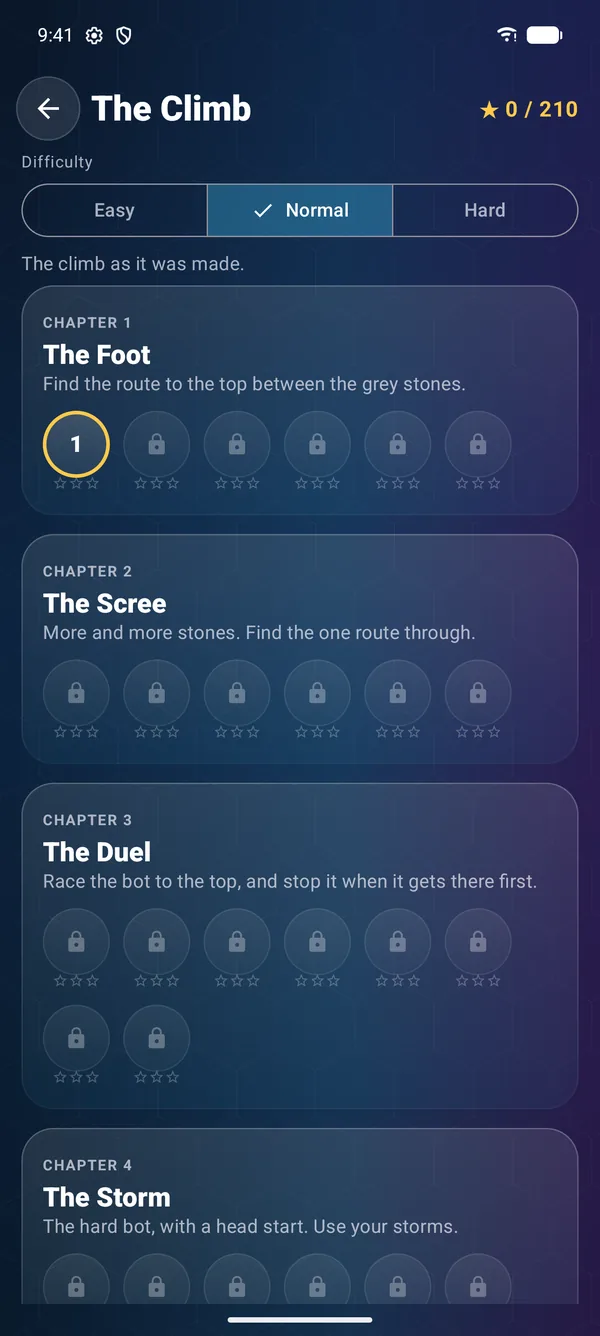 9:41
The Climb
★ 0 / 210
Difficulty
Easy
Normal
Hard
The climb as it was made.
CHAPTER 1
The Foot
Find the route to the top between the grey stones.
1
CHAPTER 2
The Scree
More and more stones. Find the one route through.
CHAPTER 3
The Duel
Race the bot to the top, and stop it when it gets there first.
CHAPTER 4
The Storm
The hard bot, with a head start. Use your storms.